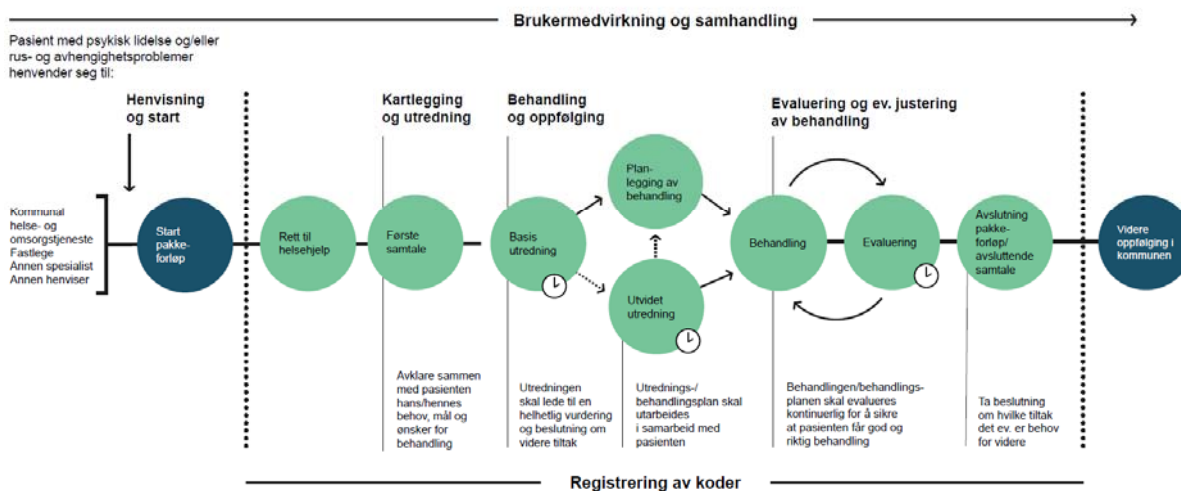 Brukermedvirkning og samhandling
Pasient med psykisk lidelse og/eller
rus- og avhengighetsproblemer
henvender seg til:
Henvisning
og start
Kartlegging
og utredning
Behandling
og oppfølging
Evaluering og ev. justering
av behandling
Kommunal
helse- og
omsorgstjeneste
Fastlege
Annen spesialist
Annen henviser
Start
pakke-
forløp
Rett til
helsehjelp
Første
samtale
Basis
utredning
Plan-
legging av
behandling
Utvidet
utredning
Behandling
Evaluering
Avslutning
pakke-
forløp/
avsluttende
samtale
Videre
oppfølging i
kommunen
Avklare sammen
med pasienten
hans/hennes
behov, mål og
ønsker for
behandling
Utredningen
skal lede til en
helhetlig vurdering
og beslutning om
videre tiltak
Utrednings-/
behandlingsplan skal
utarbeides
i samarbeid med
pasienten
Behandlingen/behandlings-
planen skal evalueres
kontinuerlig for å sikre
at pasienten får god og
riktig behandling
Ta beslutning
om hvilke tiltak
det ev. er behov
for videre
Registrering av koder